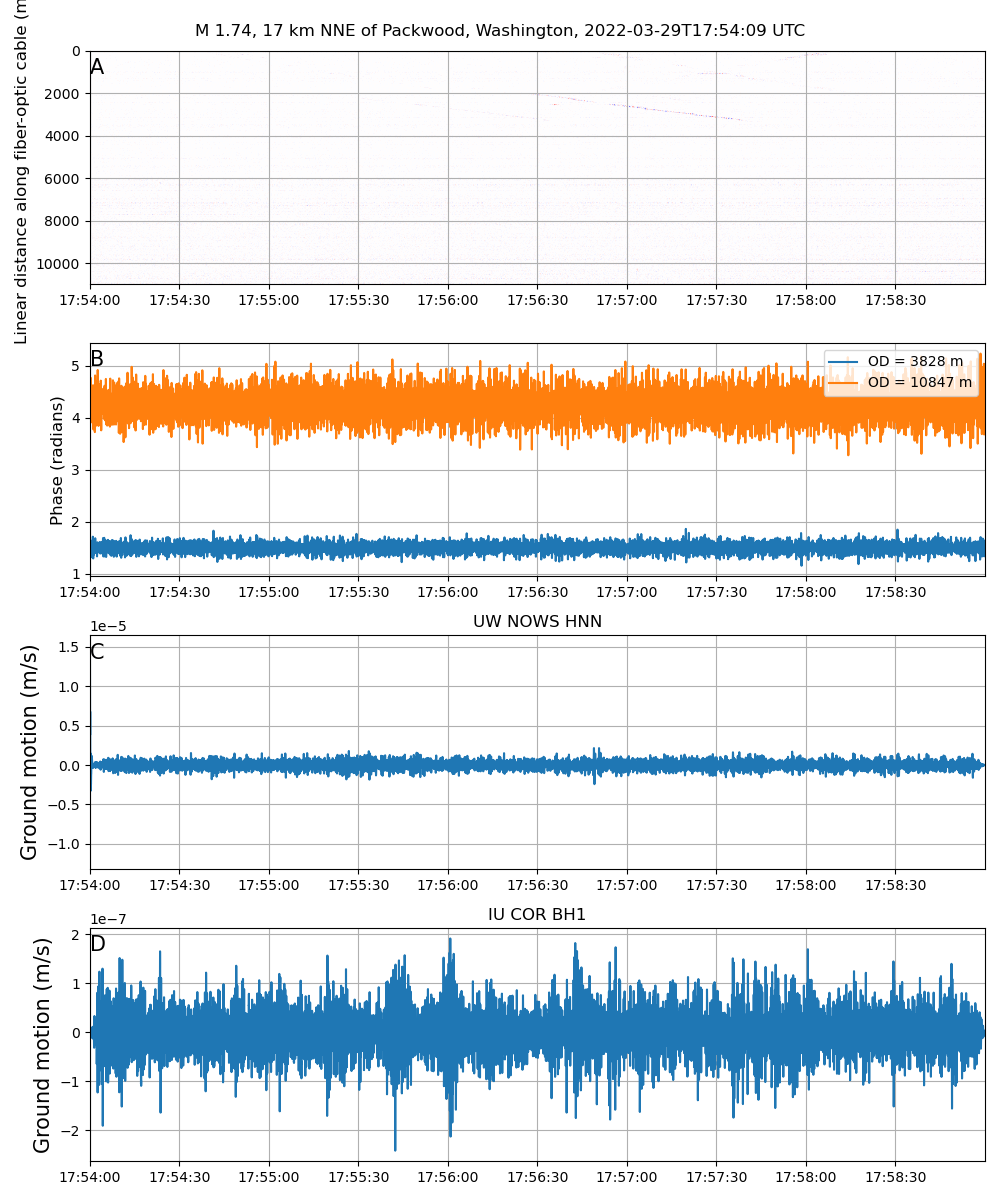 M 1.74, 17 km NNE of Packwood, Washington, 2022-03-29T17:54:09 UTC
A
Linear distance along fiber-optic cable (m
0
2000
4000
6000
8000
10000
17:54:00 17:54:30 17:55:00 17:55:30 17:56:00 17:56:30 17:57:00 17:57:30 17:58:00 17:58:30
B
Phase (radians)
5
4
3
2
1
OD = 3828 m
OD = 10847 m
17:54:00 17:54:30 17:55:00 17:55:30 17:56:00 17:56:30 17:57:00 17:57:30 17:58:00 17:58:30
UW NOWS HNN
1e−5
C
Ground motion (m/s)
1.5
1.0
0.5
0.0
−0.5
−1.0
17:54:00 17:54:30 17:55:00 17:55:30 17:56:00 17:56:30 17:57:00 17:57:30 17:58:00 17:58:30
IU COR BH1
1e−7
D
Ground motion (m/s)
2
1
0
−1
−2
17:54:00 17:54:30 17:55:00 17:55:30 17:56:00 17:56:30 17:57:00 17:57:30 17:58:00 17:58:30